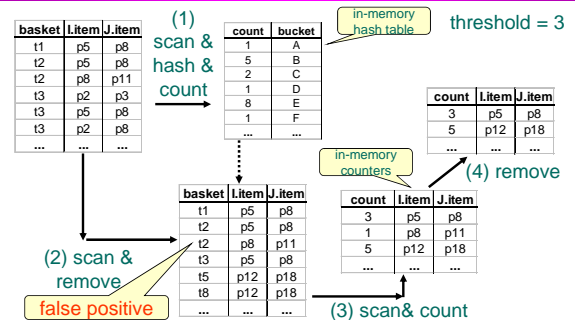 basket I.item J.item
t1 p5 p8
t2 p5 p8
t2 p8 p11
t3 p2 p3
t3 p5 p8
t3 p2 p8
... ... ...
(1)
scan &
hash &
count
count bucket
1 A
5 B
2 C
1 D
8 E
1 F
... ...
in-memory
hash table
threshold = 3
count I.item J.item
3 p5 p8
5 p12 p18
... ... ...
(4) remove
in-memory
counters
count I.item J.item
3 p5 p8
1 p8 p11
5 p12 p18
... ... ...
basket I.item J.item
t1 p5 p8
t2 p5 p8
t2 p8 p11
t3 p5 p8
t5 p12 p18
t8 p12 p18
... ... ...
(2) scan &
remove
false positive
(3) scan& count